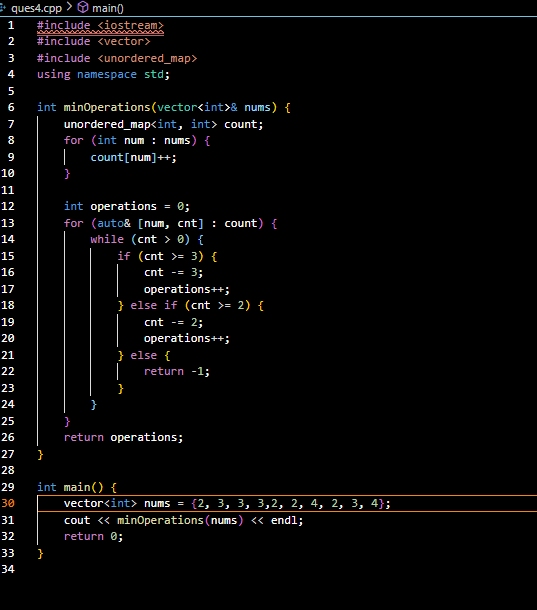 ques4.cpp > main()
1 #include <iostream>
2 #include <vector>
3 #include <unordered_map>
4 using namespace std;
5
6 int minOperations(vector<int>& nums) {
7     unordered_map<int, int> count;
8     for (int num : nums) {
9         count[num]++;
10     }
11
12     int operations = 0;
13     for (auto& [num, cnt] : count) {
14         while (cnt > 0) {
15             if (cnt >= 3) {
16                 cnt -= 3;
17                 operations++;
18             } else if (cnt >= 2) {
19                 cnt -= 2;
20                 operations++;
21             } else {
22                 return -1;
23             }
24         }
25     }
26     return operations;
27 }
28
29 int main() {
30     vector<int> nums = {2, 3, 3, 3,2, 2, 4, 2, 3, 4};
31     cout << minOperations(nums) << endl;
32     return 0;
33 }
34